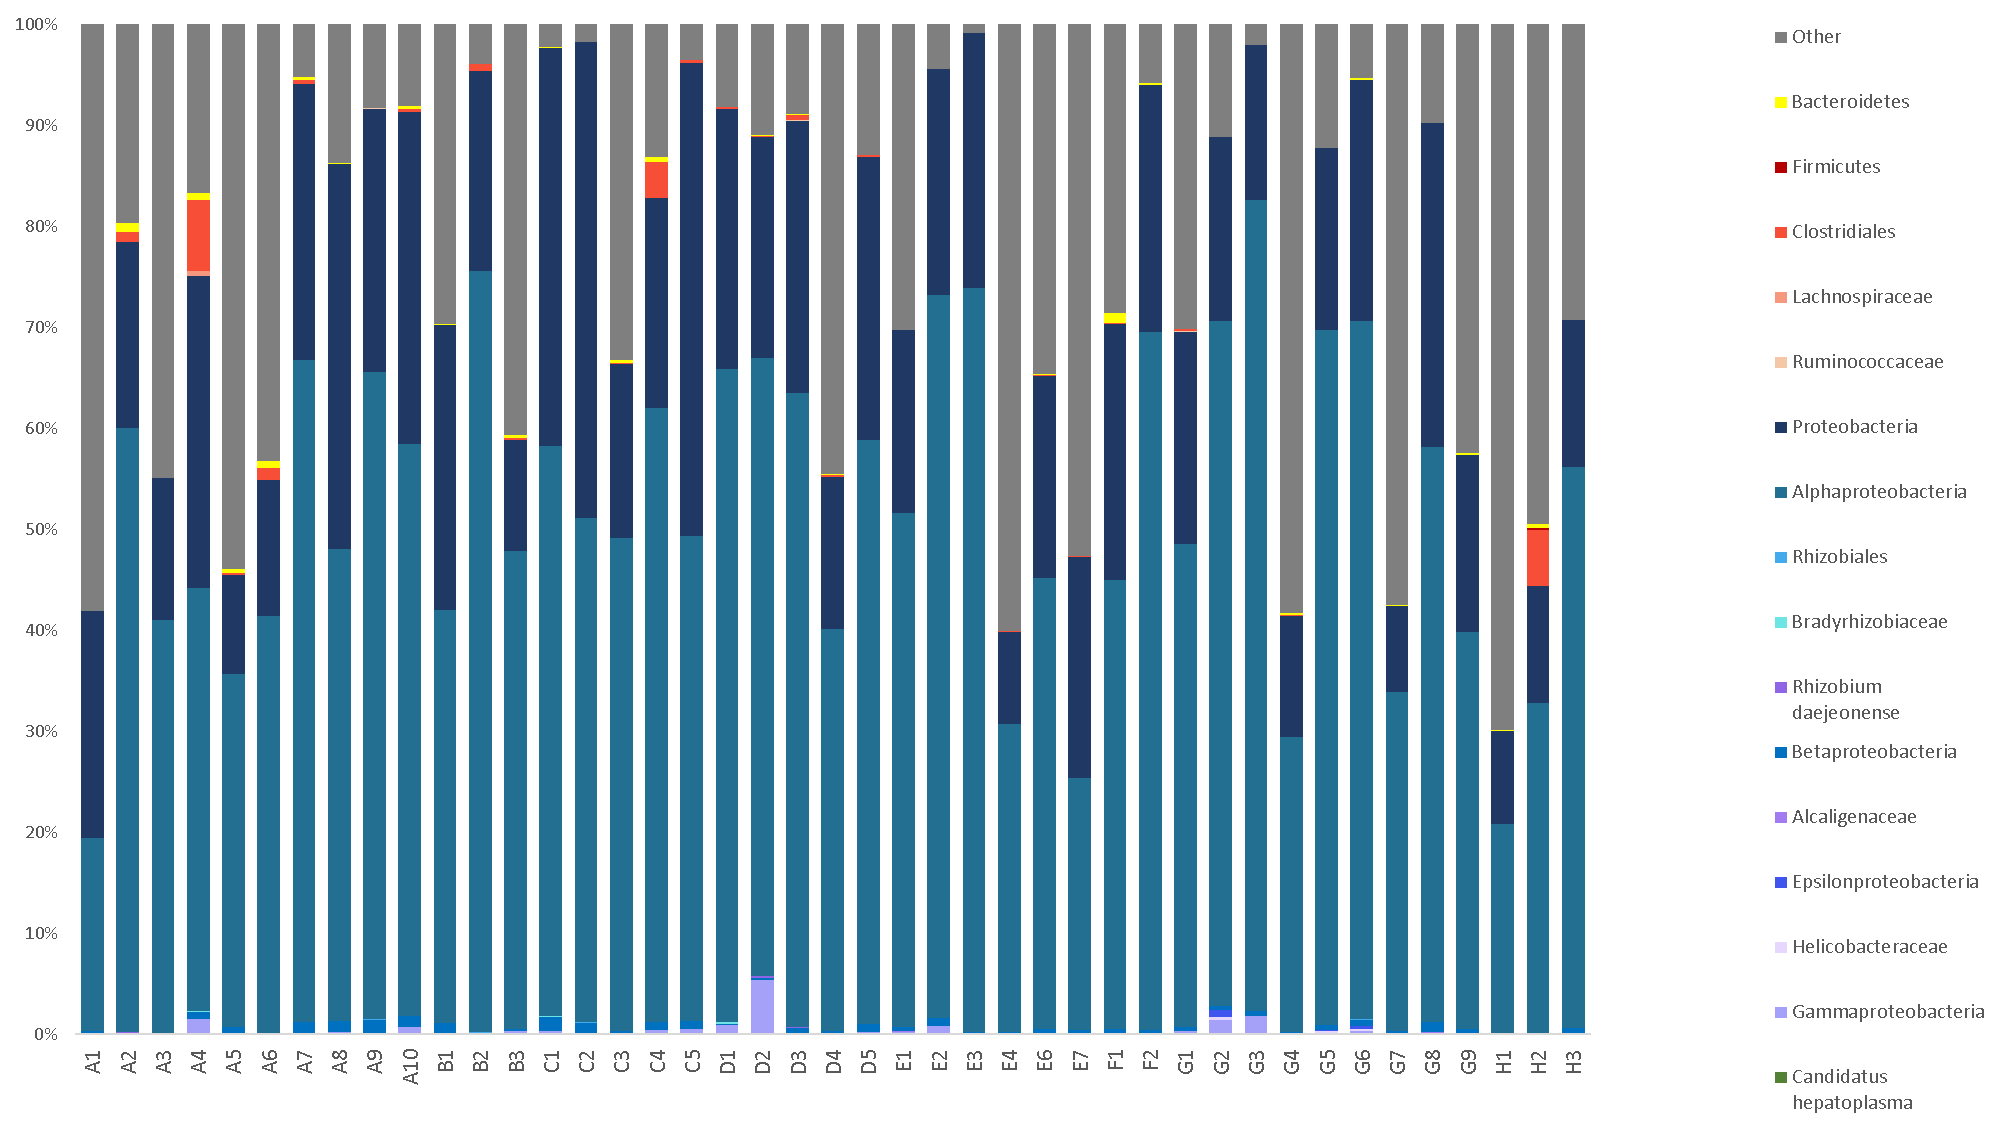 100%
90%
80%
70%
60%
50%
40%
30%
20%
10%
0%
A1 A2 A3 A4 A5 A6 A7 A8 A9 A10 B1 B2 B3 C1 C2 C3 C4 C5 D1 D2 D3 D4 D5 E1 E2 E3 E4 E6 E7 F1 F2 G1 G2 G3 G4 G5 G6 G7 G8 G9 H1 H2 H3
Other
Bacteroidetes
Firmicutes
Clostridiales
Lachnospiraceae
Ruminococcaceae
Proteobacteria
Alphaproteobacteria
Rhizobiales
Bradyrhizobiaceae
Rhizobium
daejeonense
Betaproteobacteria
Alcaligenaceae
Epsilonproteobacteria
Helicobacteraceae
Gammaproteobacteria
Candidatus
hepatoplasma